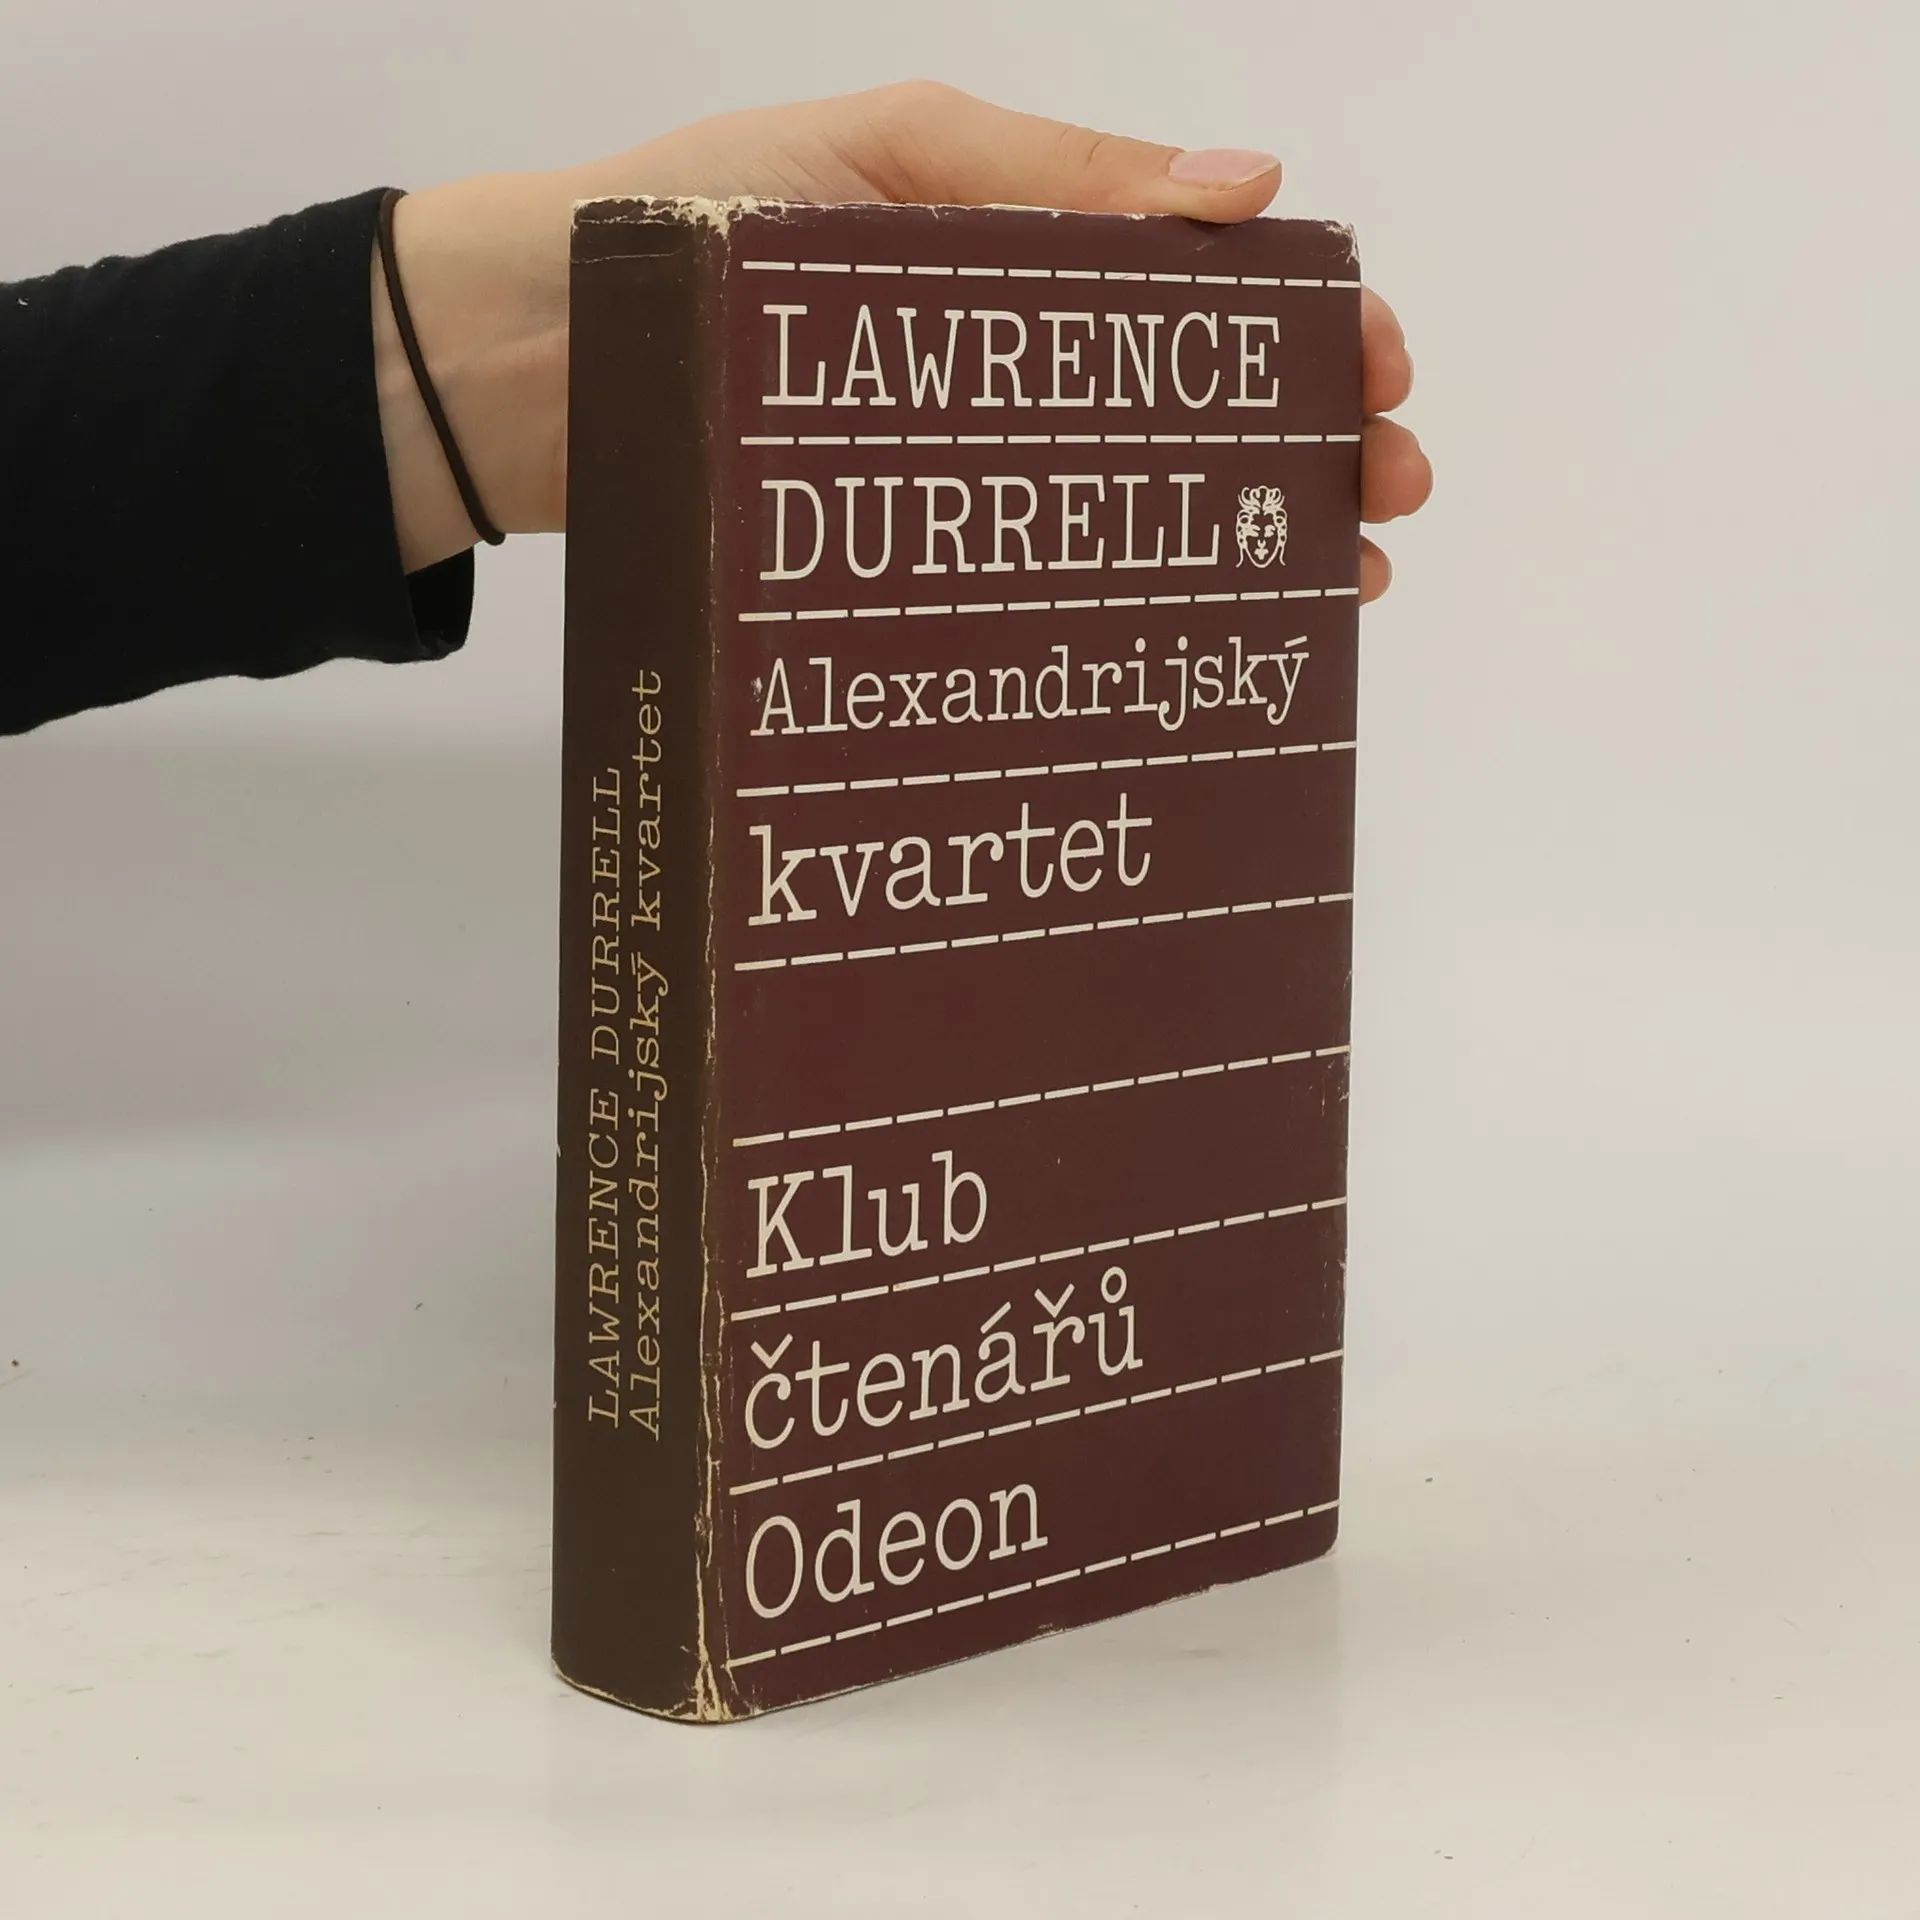 LAWRENCE DURRELL
Alexandrijský kvartet
LAWRENCE
DURRELL
Alexandrijský
kvartet
Klub
čtenářů
Odeon